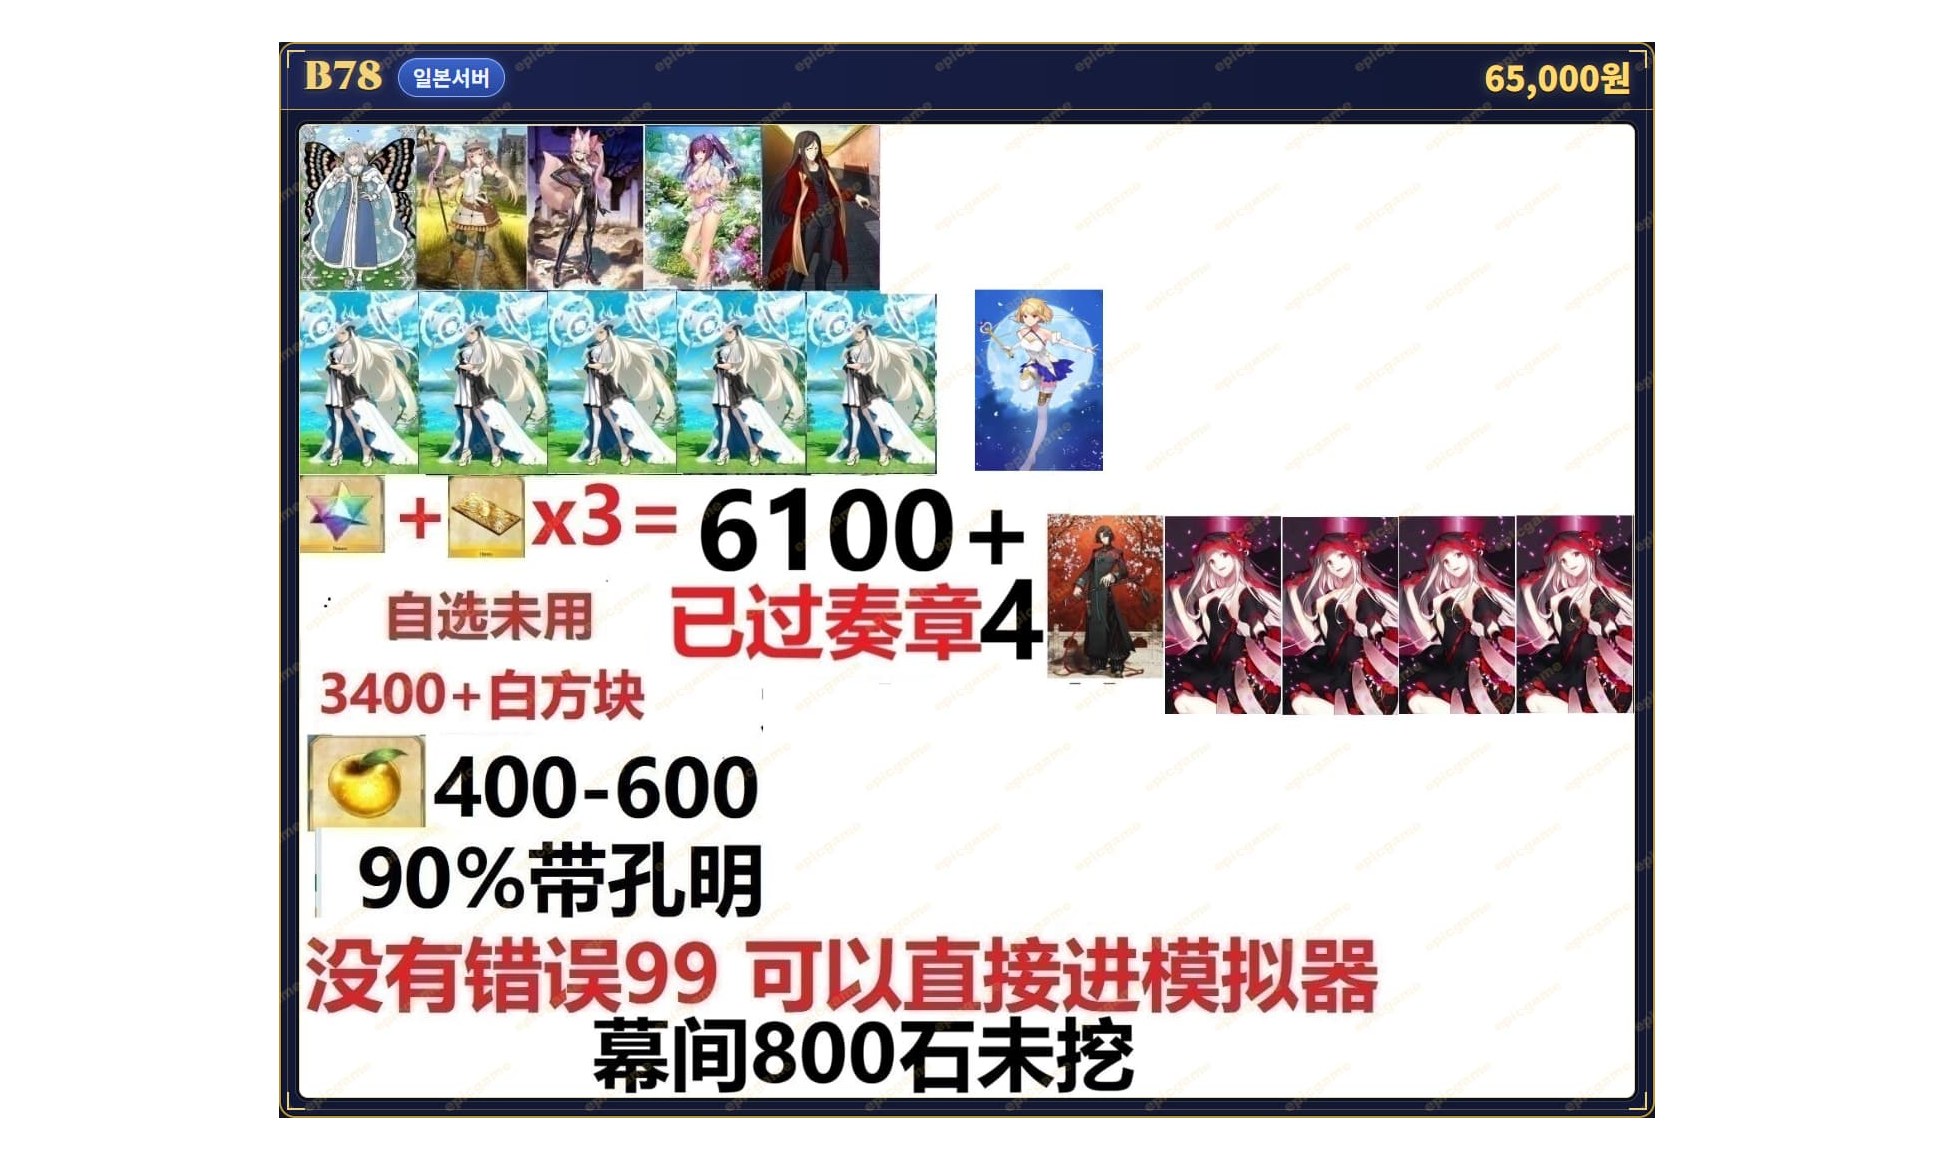 B78 일본서버 65,000원
+ x3= 6100+
自选未用 已过奏章4
3400+白方块
400-600
90%带孔明
没有错误99 可以直接进模拟器
幕间800石未挖
epicgame